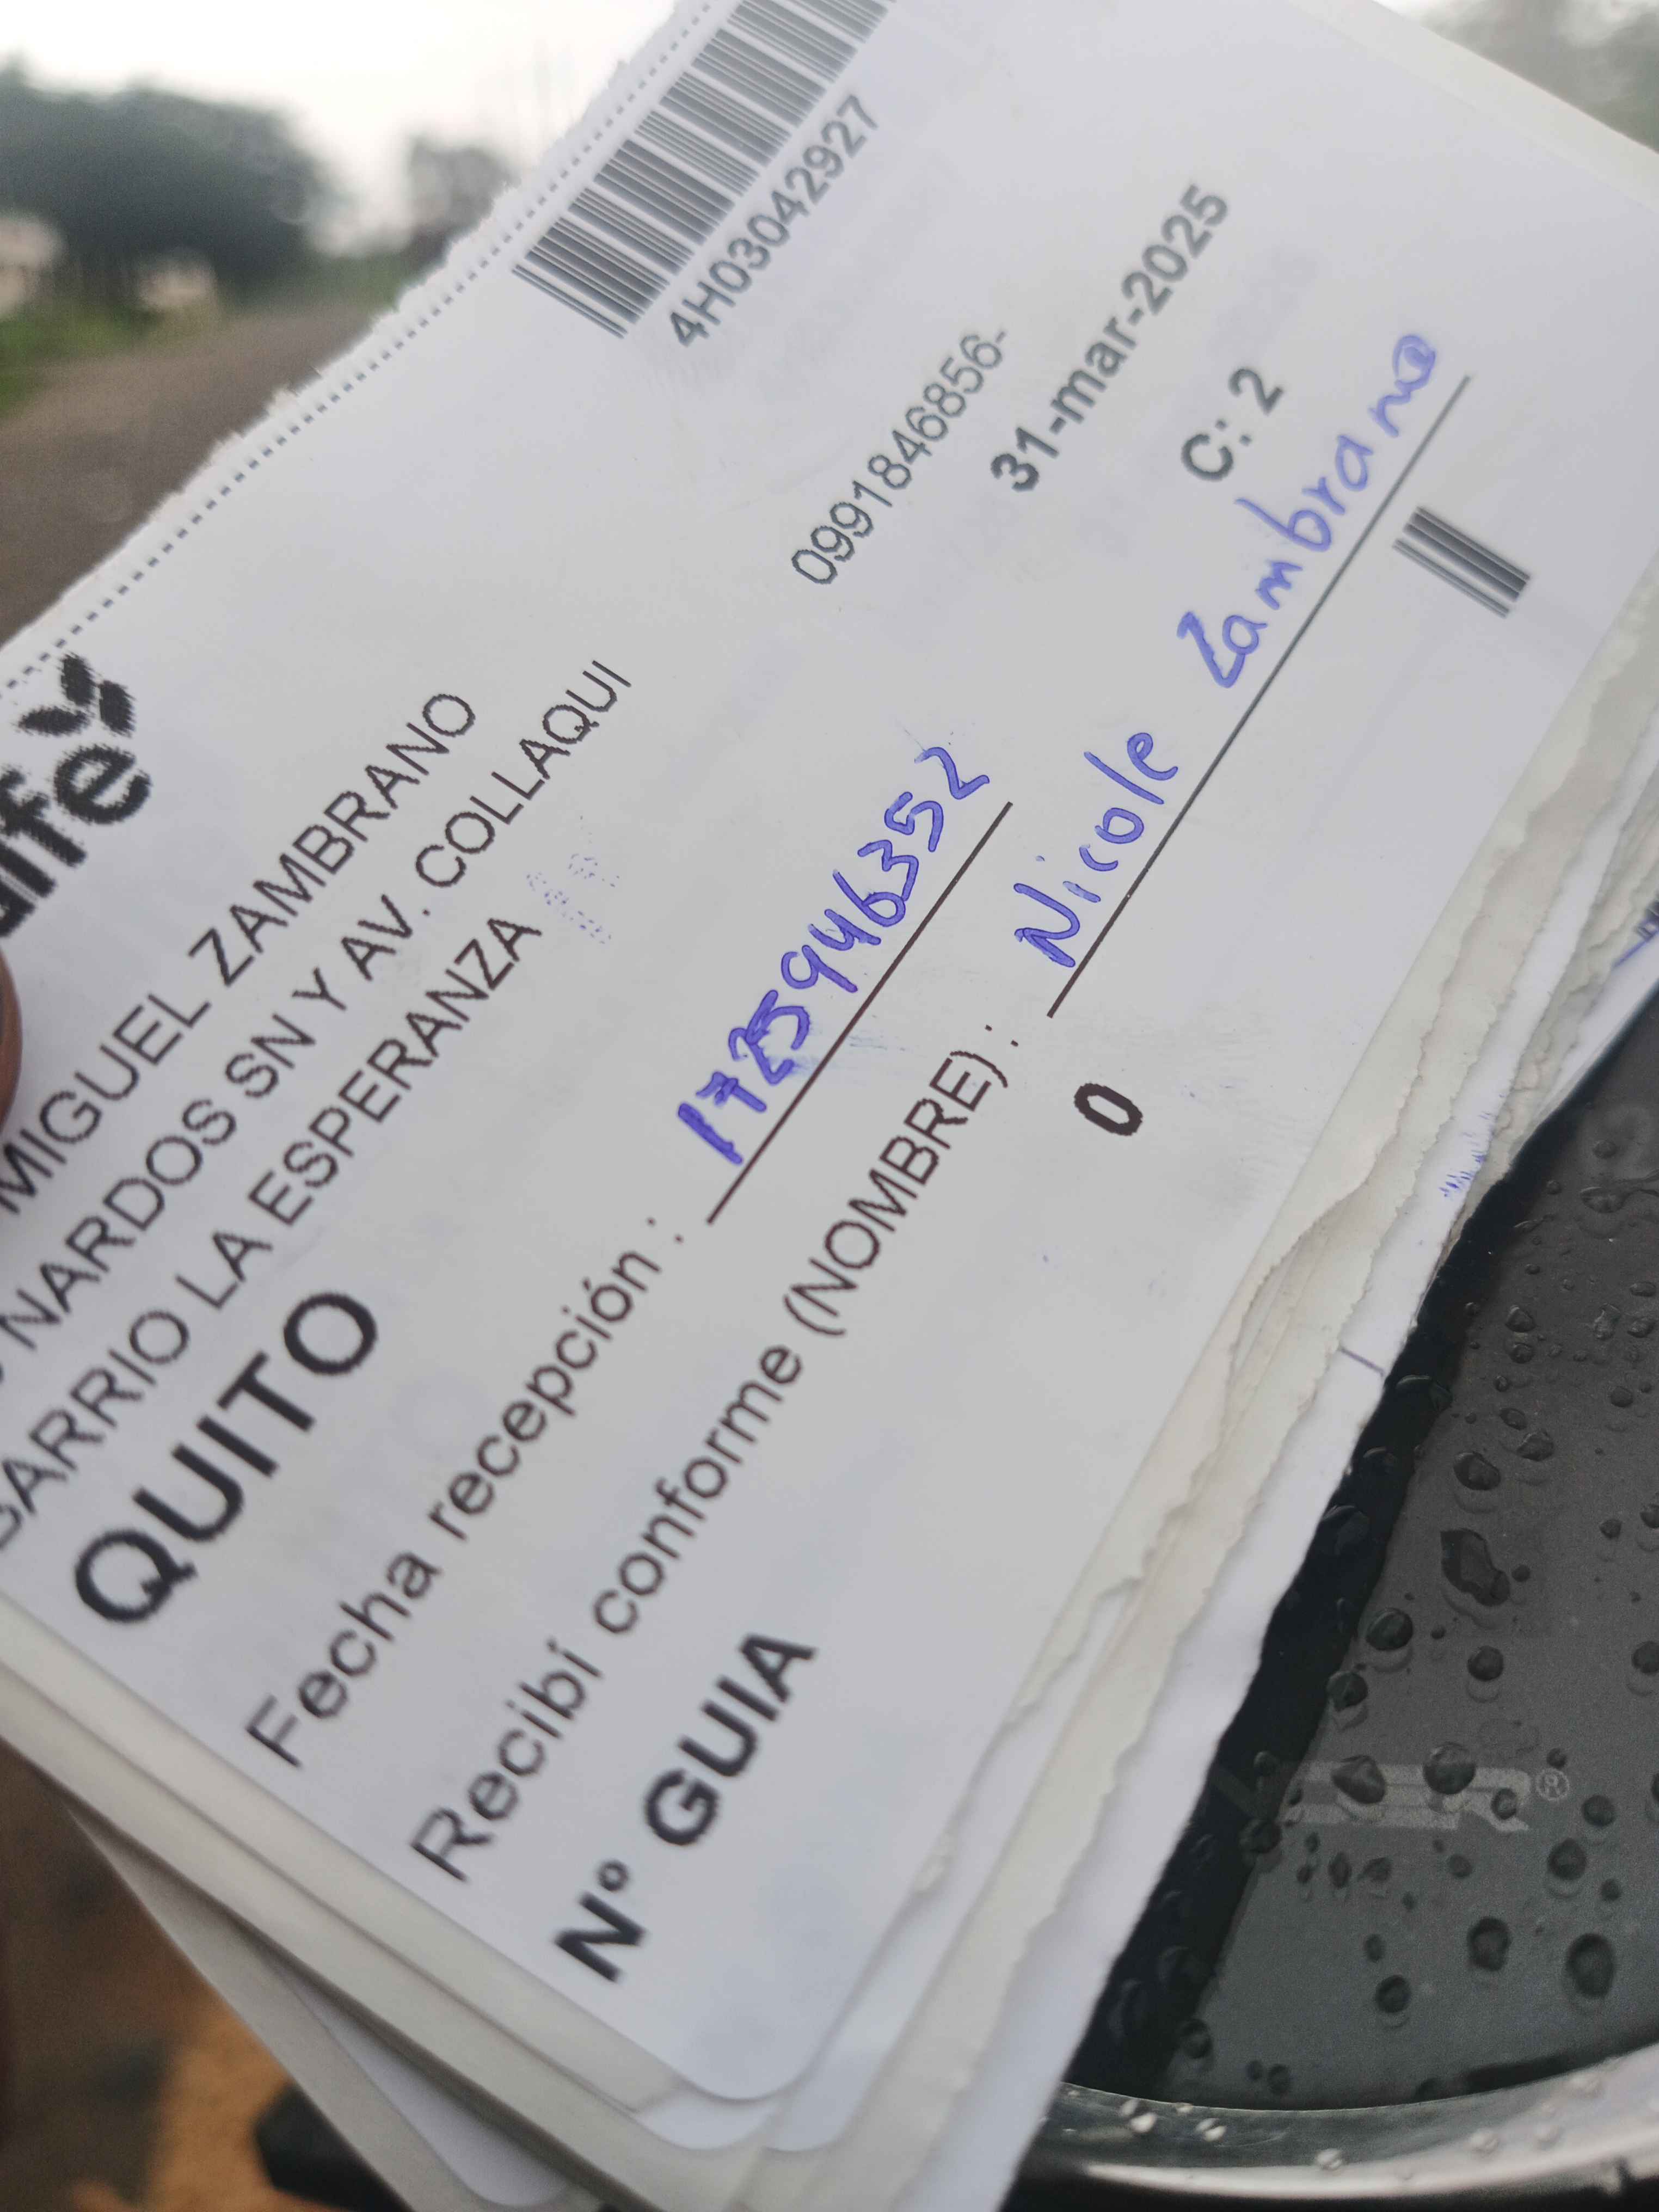 4H03042927
MIGUEL ZAMBRANO
NARDOS SN Y AV. COLLAQUI
BARRIO LA ESPERANZA
0991846856-
QUITO
31-mar-2025
Fecha recepción : 1725946352
C: 2
Recibí conforme (NOMBRE) : Nicole Zambrano
Nº GUIA 0